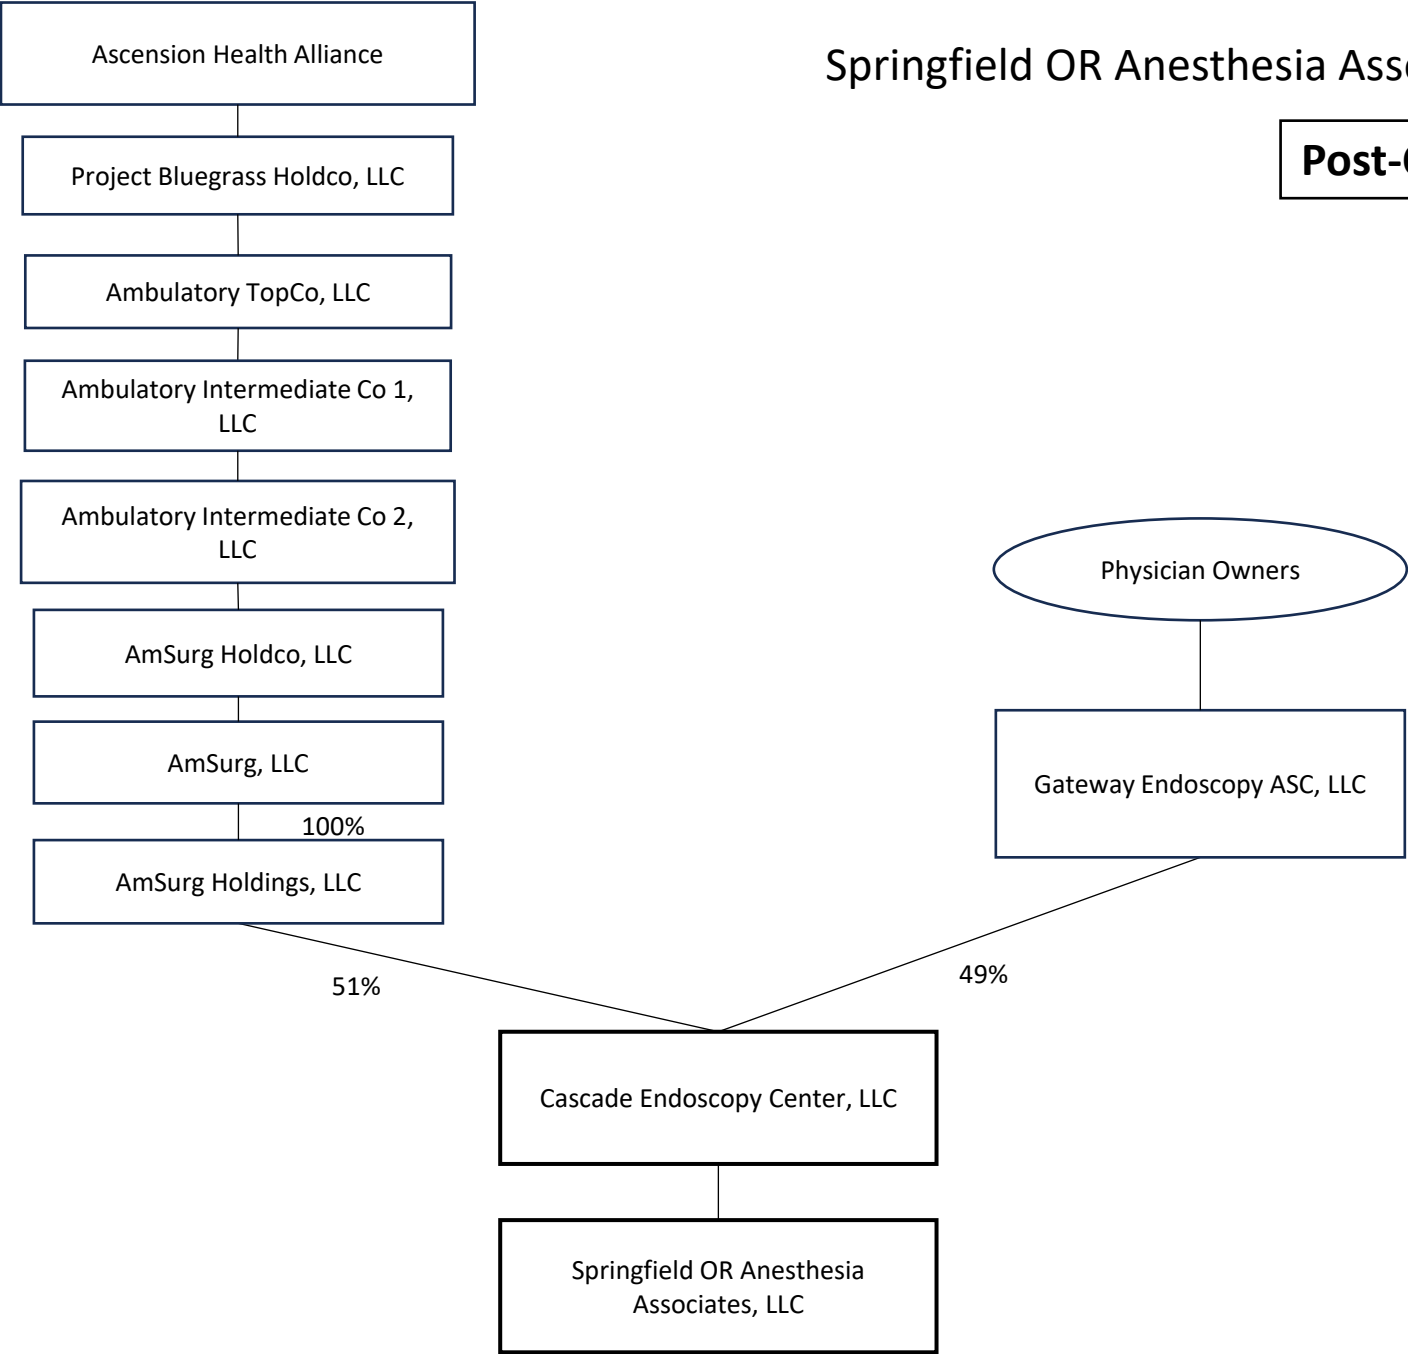 Ascension Health Alliance
Springfield OR Anesthesia
Project Bluegrass Holdco, LLC
Ambulatory TopCo, LLC
Ambulatory Intermediate Co 1,
LLC
Ambulatory Intermediate Co 2,
LLC
Physician Owners
AmSurg Holdco, LLC
AmSurg, LLC
Gateway Endoscopy ASC, LLC
100%
AmSurg Holdings, LLC
51%
49%
Cascade Endoscopy Center, LLC
Springfield OR Anesthesia
Associates, LLC